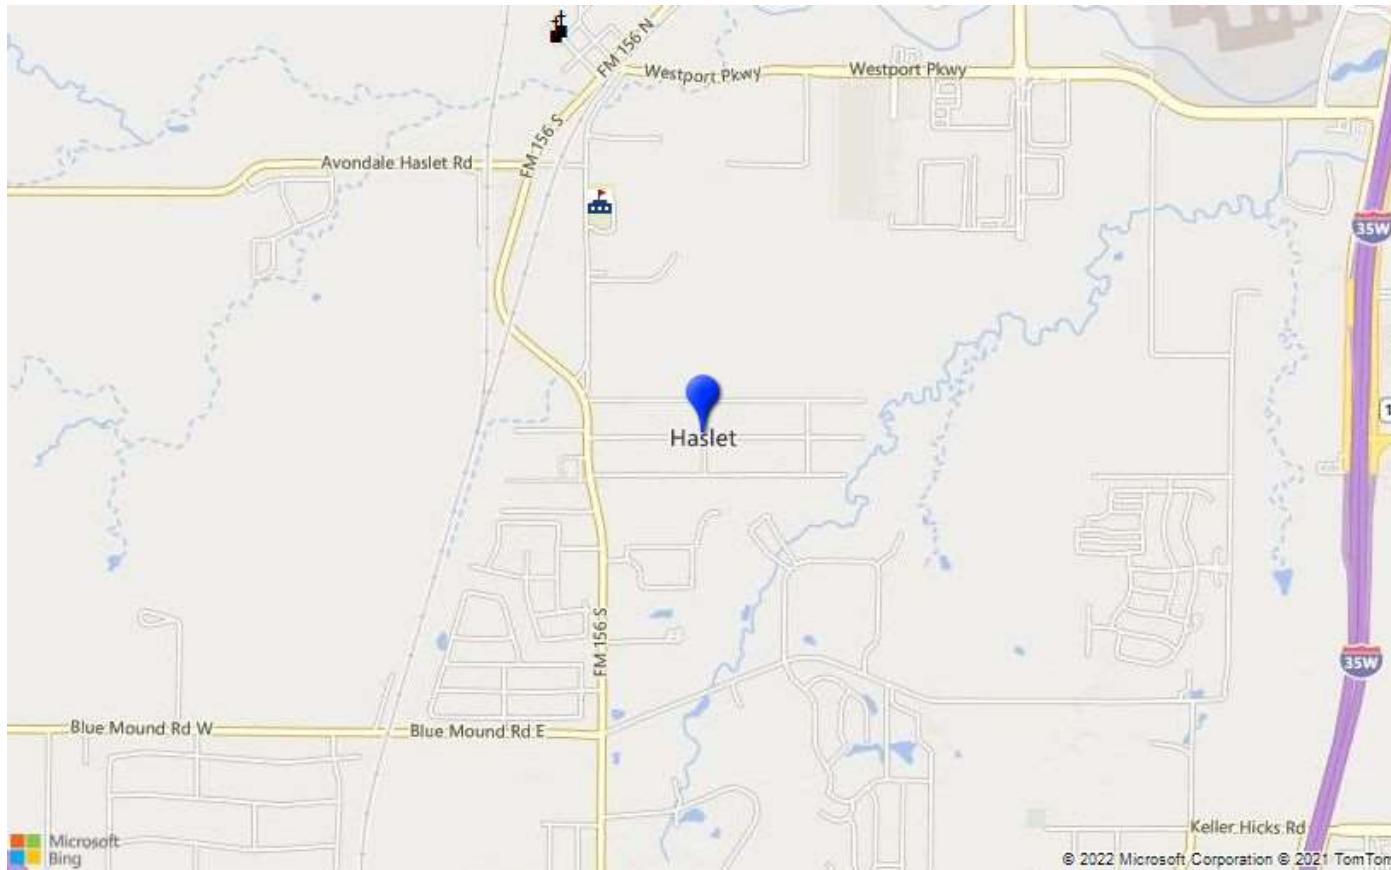 FM 156 N
Westport Pkwy
Westport Pkwy
FM 156 S
Avondale Haslet Rd
35W
Haslet
1
FM 156 S
35W
Blue Mound Rd W
Blue Mound Rd E
Keller Hicks Rd
Microsoft
Bing
© 2022 Microsoft Corporation © 2021 TomTom